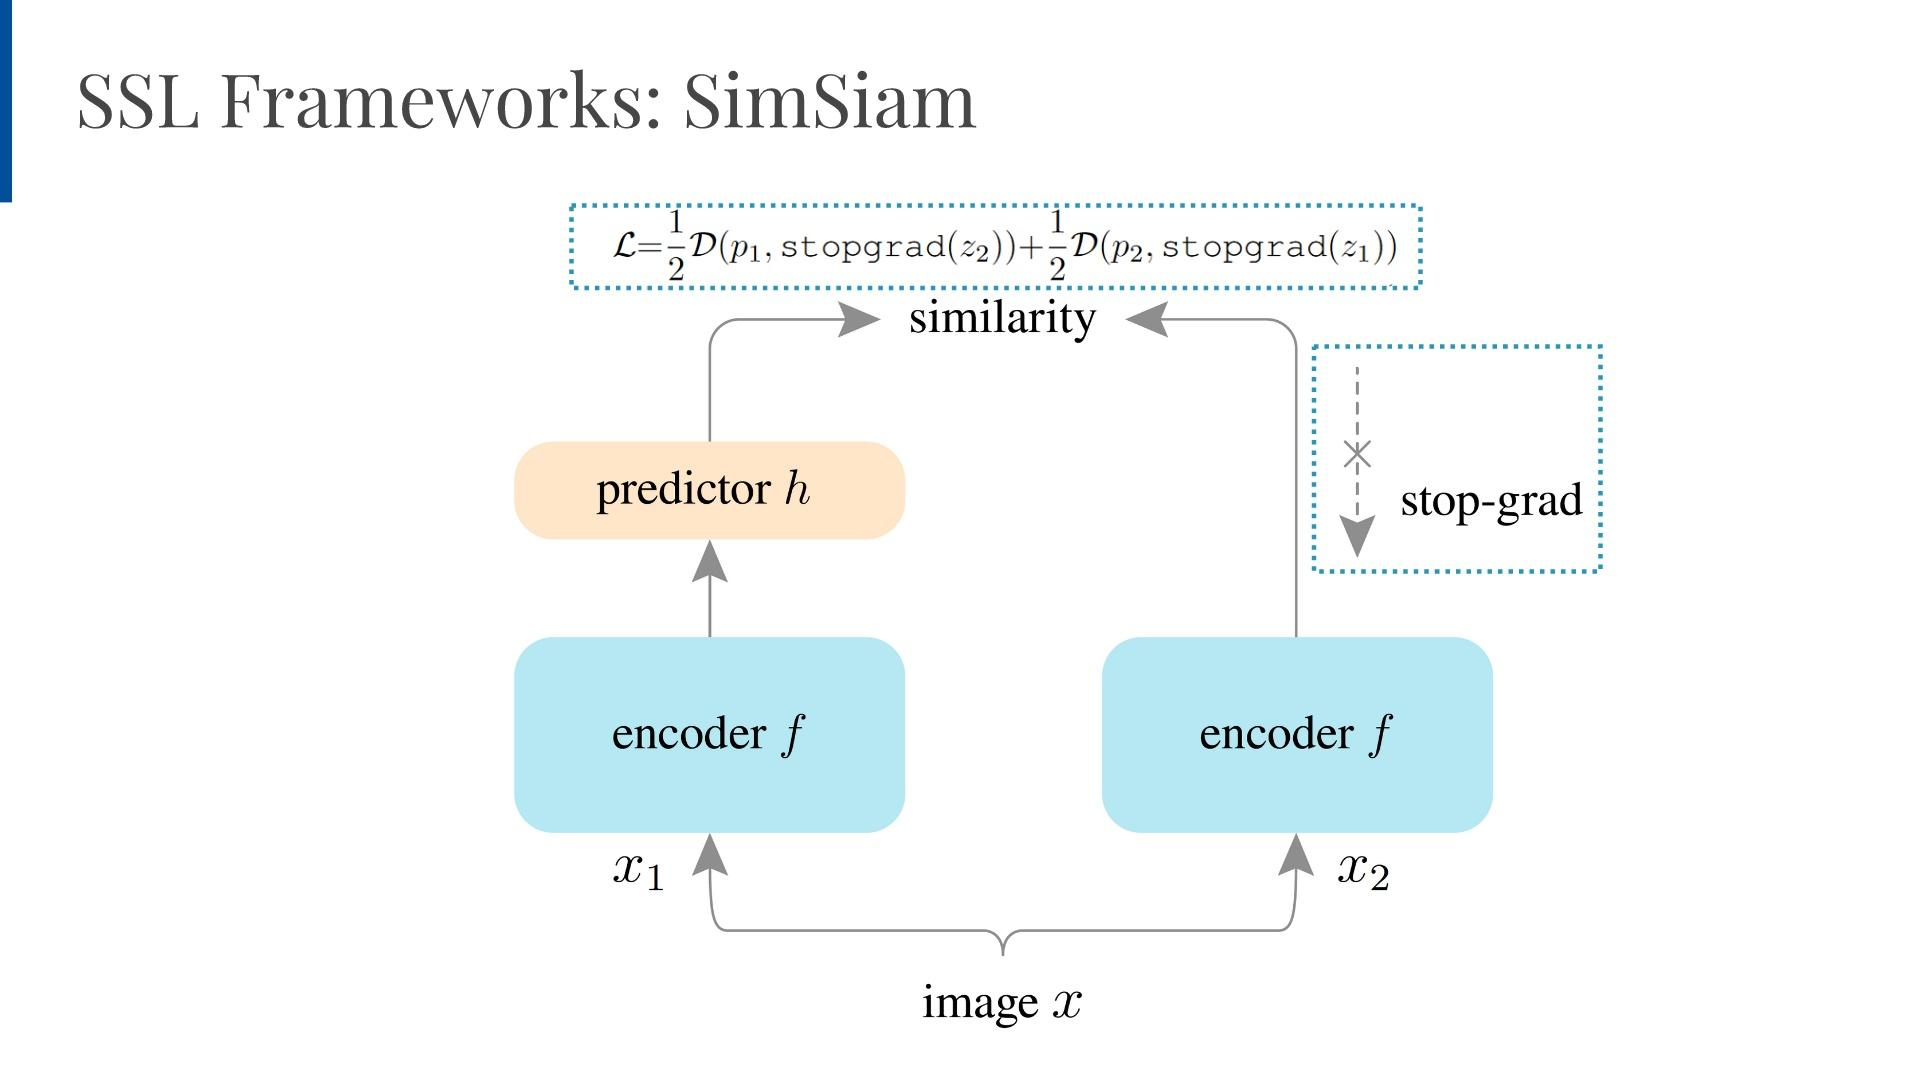 SSL Frameworks: SimSiam
ℒ=½𝒟(p₁, stopgrad(z₂))+½𝒟(p₂, stopgrad(z₁))
similarity
predictor h
stop-grad
encoder f
encoder f
x₁
x₂
image x